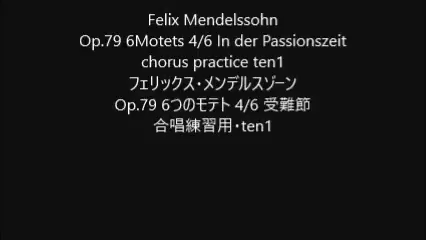 Felix Mendelssohn
Op.79 6Motets 4/6 In der Passionszeit
chorus practice ten1
フェリックス・メンデルスゾーン
Op.79 6つのモテト 4/6 受難節
合唱練習用・ten1